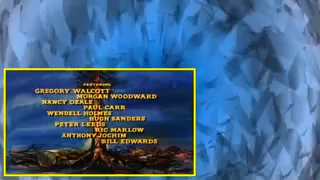 FEATURING
GREGORY WALCOTT
MORGAN WOODWARD
NANCY DEALE
PAUL CARR
WENDELL HOLMES
HUGH SANDERS
PETER LEEDS
RIC MARLOW
ANTHONY JOCHIM
BILL EDWARDS